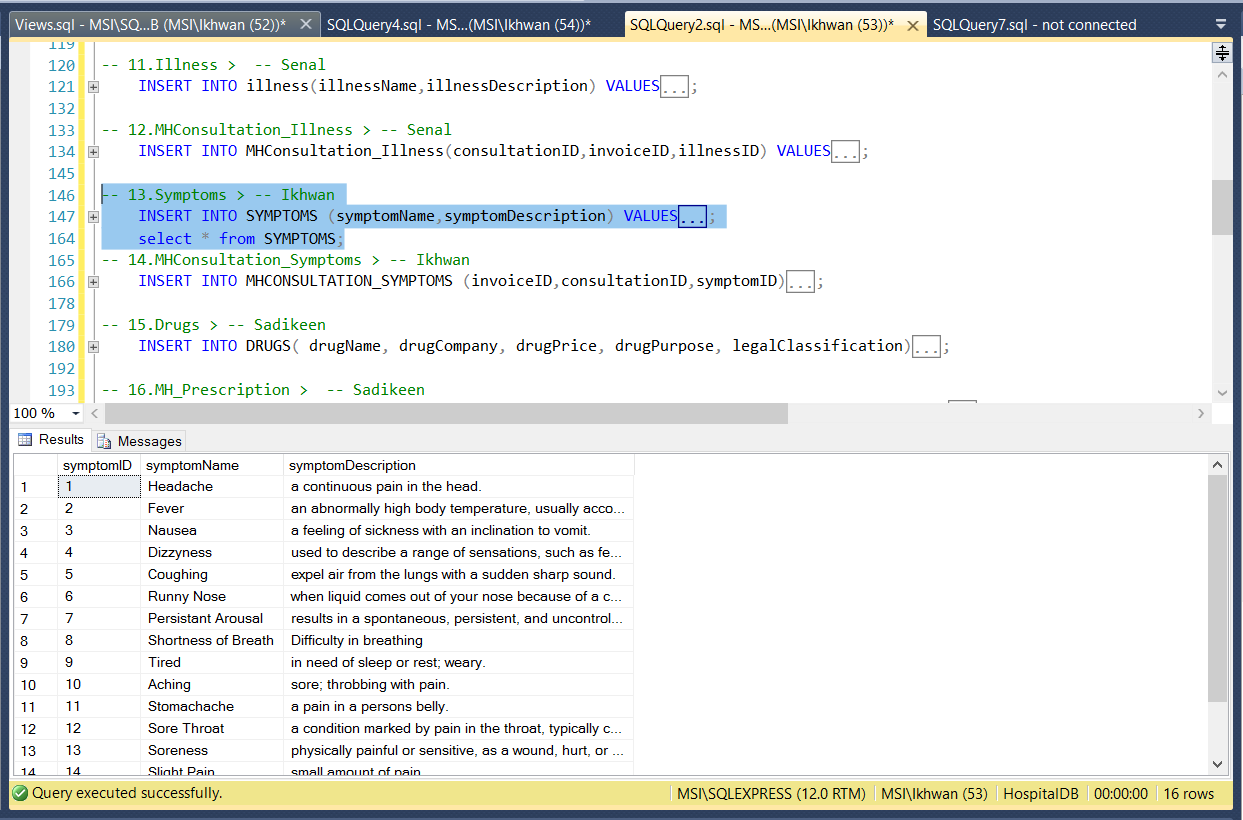 Views.sql - MSI\SQ...B (MSI\Ikhwan (52))* SQLQuery4.sql - MS...(MSI\Ikhwan (54))* SQLQuery2.sql - MS...(MSI\Ikhwan (53))* SQLQuery7.sql - not connected
119
120 -- 11.Illness > -- Senal
121 INSERT INTO illness(illnessName,illnessDescription) VALUES...;
132
133 -- 12.MHConsultation_Illness > -- Senal
134 INSERT INTO MHConsultation_Illness(consultationID,invoiceID,illnessID) VALUES...;
145
146 -- 13.Symptoms > -- Ikhwan
147 INSERT INTO SYMPTOMS (symptomName,symptomDescription) VALUES...;
164 select * from SYMPTOMS;
165 -- 14.MHConsultation_Symptoms > -- Ikhwan
166 INSERT INTO MHCONSULTATION_SYMPTOMS (invoiceID,consultationID,symptomID)...;
178
179 -- 15.Drugs > -- Sadikeen
180 INSERT INTO DRUGS( drugName, drugCompany, drugPrice, drugPurpose, legalClassification)...;
192
193 -- 16.MH_Prescription > -- Sadikeen
100 %
Results Messages
symptomID symptomName symptomDescription
1 1 Headache a continuous pain in the head.
2 2 Fever an abnormally high body temperature, usually acco...
3 3 Nausea a feeling of sickness with an inclination to vomit.
4 4 Dizzyness used to describe a range of sensations, such as fe...
5 5 Coughing expel air from the lungs with a sudden sharp sound.
6 6 Runny Nose when liquid comes out of your nose because of a c...
7 7 Persistant Arousal results in a spontaneous, persistent, and uncontrol...
8 8 Shortness of Breath Difficulty in breathing
9 9 Tired in need of sleep or rest; weary.
10 10 Aching sore; throbbing with pain.
11 11 Stomachache a pain in a persons belly.
12 12 Sore Throat a condition marked by pain in the throat, typically c...
13 13 Soreness physically painful or sensitive, as a wound, hurt, or ...
14 14 Slight Pain small amount of pain
Query executed successfully. MSI\SQLEXPRESS (12.0 RTM) MSI\Ikhwan (53) HospitalDB 00:00:00 16 rows